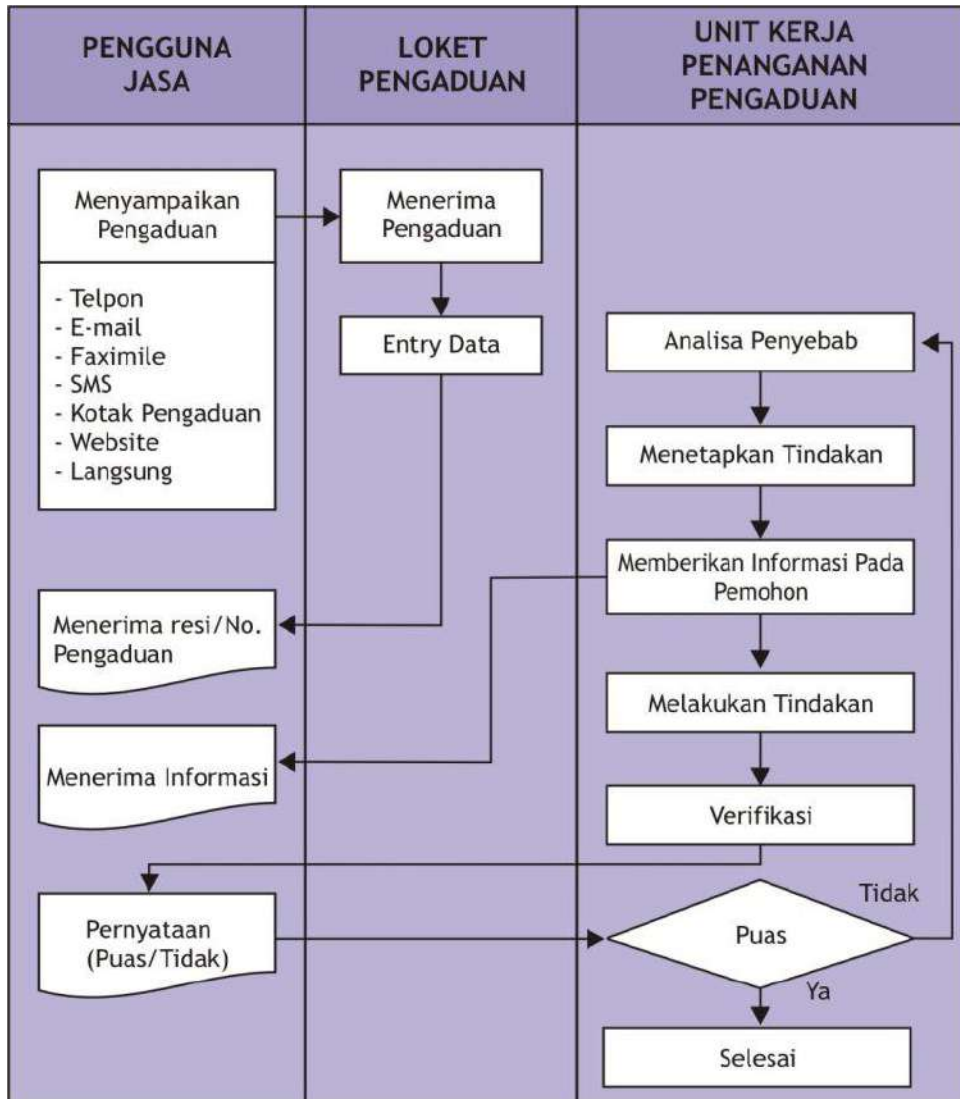 PENGGUNA
JASA
LOKET
PENGADUAN
UNIT KERJA
PENANGANAN
PENGADUAN
Menyampaikan
Pengaduan
- Telpon
- E-mail
- Faximile
- SMS
- Kotak Pengaduan
- Website
- Langsung
Menerima
Pengaduan
Entry Data
Analisa Penyebab
Menetapkan Tindakan
Memberikan Informasi Pada
Pemohon
Menerima resi/No.
Pengaduan
Melakukan Tindakan
Menerima Informasi
Verifikasi
Pernyataan
(Puas/Tidak)
Puas
Tidak
Ya
Selesai